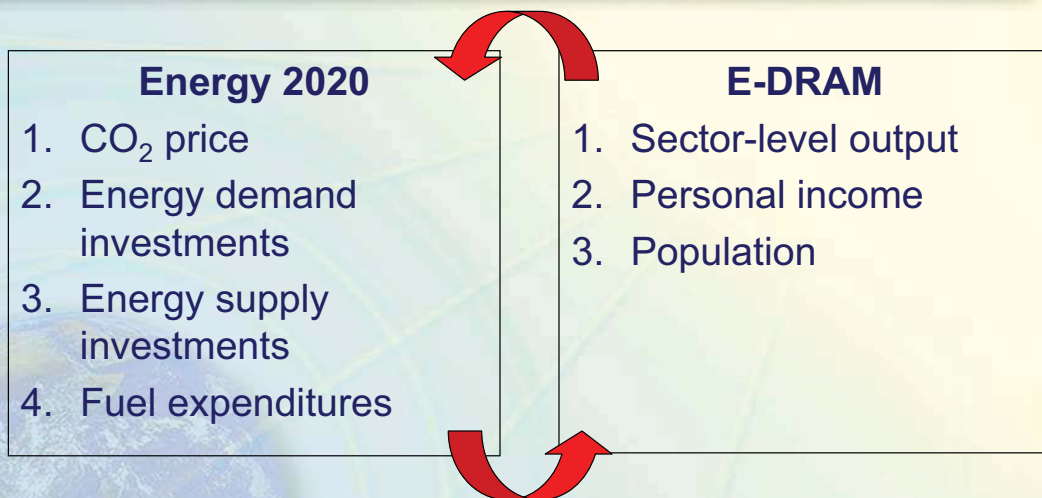 Energy 2020
1. CO₂ price
2. Energy demand
investments
3. Energy supply
investments
4. Fuel expenditures
E-DRAM
1. Sector-level output
2. Personal income
3. Population